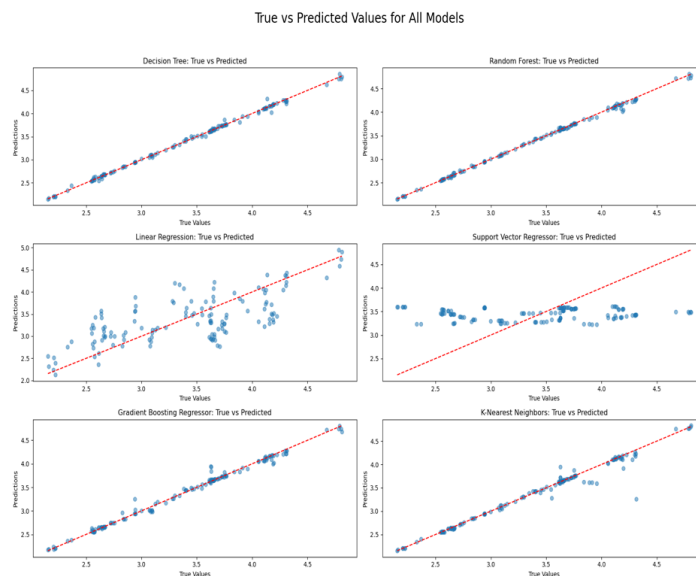 True vs Predicted Values for All Models
Decision Tree: True vs Predicted
Predictions
4.5
4.0
3.5
3.0
2.5
2.5 3.0 3.5 4.0 4.5
True Values
Random Forest: True vs Predicted
Predictions
4.5
4.0
3.5
3.0
2.5
2.5 3.0 3.5 4.0 4.5
True Values
Linear Regression: True vs Predicted
Predictions
5.0
4.5
4.0
3.5
3.0
2.5
2.0
2.5 3.0 3.5 4.0 4.5
True Values
Support Vector Regressor: True vs Predicted
Predictions
4.5
4.0
3.5
3.0
2.5
2.5 3.0 3.5 4.0 4.5
True Values
Gradient Boosting Regressor: True vs Predicted
Predictions
4.5
4.0
3.5
3.0
2.5
2.5 3.0 3.5 4.0 4.5
True Values
K-Nearest Neighbors: True vs Predicted
Predictions
4.5
4.0
3.5
3.0
2.5
2.5 3.0 3.5 4.0 4.5
True Values